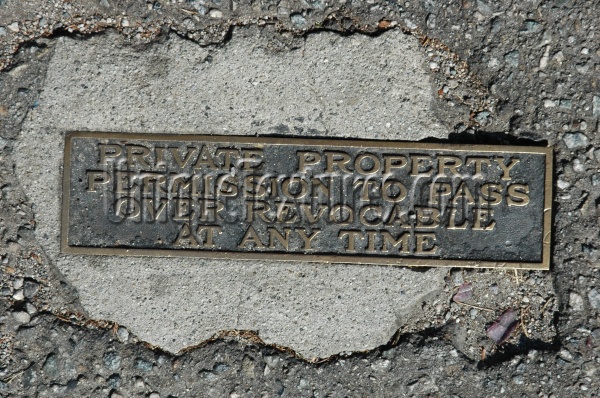 PRIVATE PROPERTY
PERMISSION TO PASS
OVER REVOCABLE
AT ANY TIME